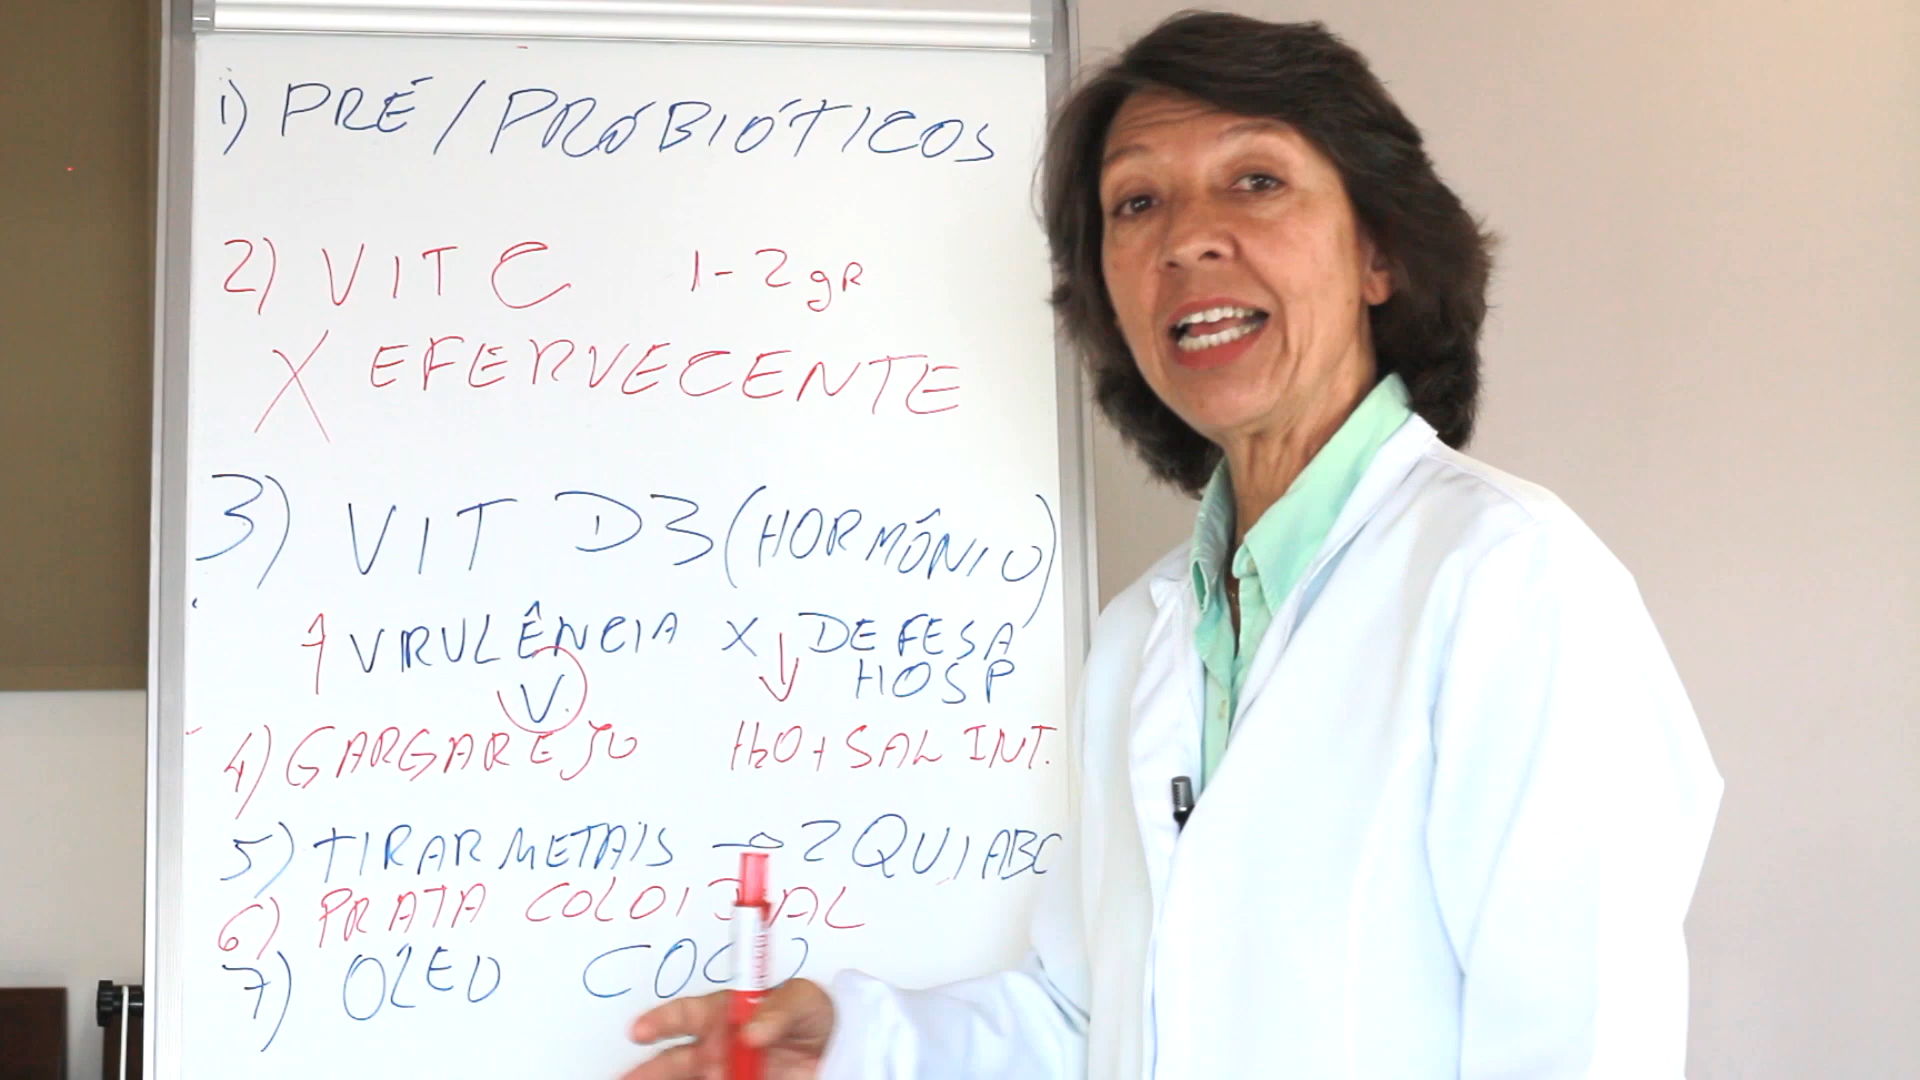 1) PRÉ / PRÓBIÓTICOS
2) VIT C 1-2gR
X EFERVECENTE
3) VIT D3 (HORMÔNIO)
↑ VIRULÊNCIA X ↓ DEFESA
V. HOSP
4) GARGAREJO H2O + SAL INT.
5) TIRAR METAIS → 2 QUIABO
6) PRATA COLOIDAL
7) ÓLEO COCO